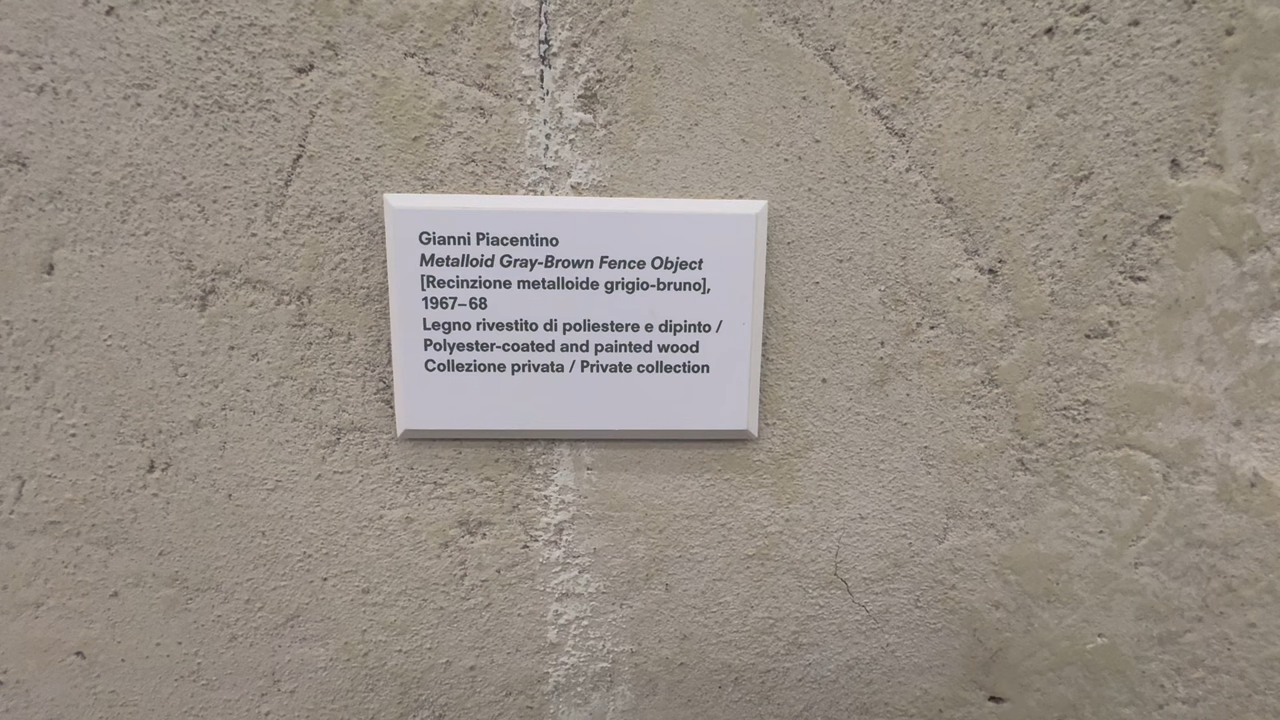 Gianni Piacentino
Metalloid Gray-Brown Fence Object
[Recinzione metalloide grigio-bruno],
1967–68
Legno rivestito di poliestere e dipinto /
Polyester-coated and painted wood
Collezione privata / Private collection